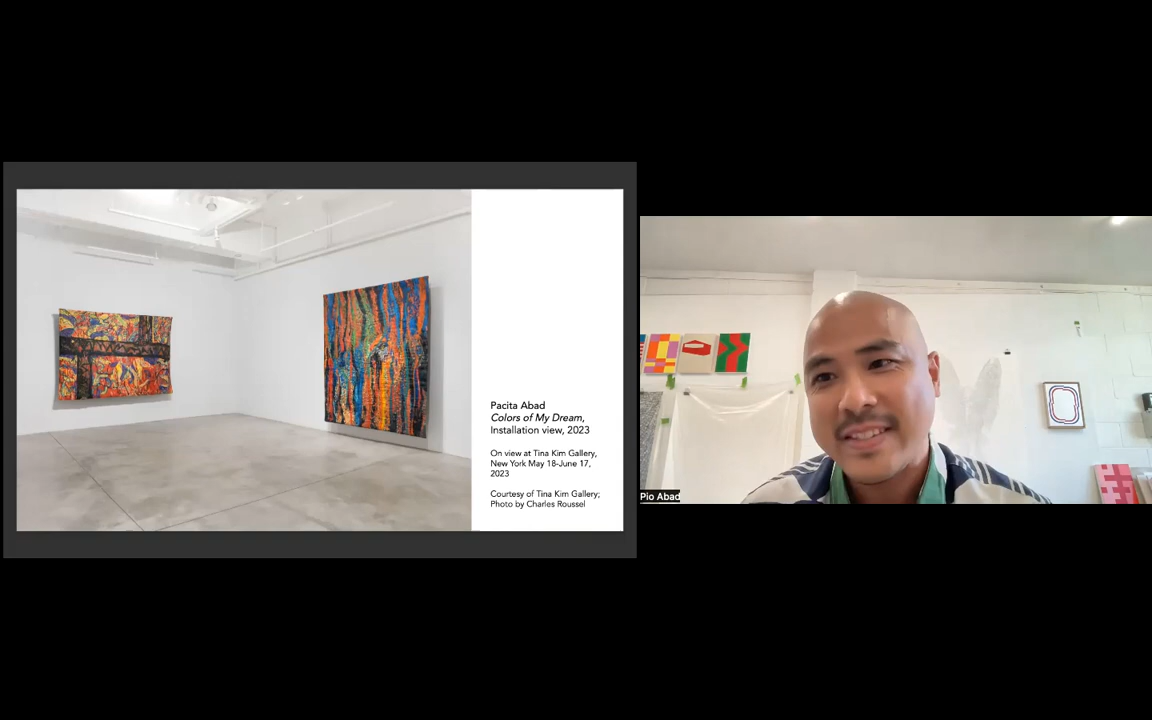 Pacita Abad
Colors of My Dream,
Installation view, 2023
On view at Tina Kim Gallery,
New York May 18-June 17,
2023
Courtesy of Tina Kim Gallery;
Photo by Charles Roussel
Pio Abad